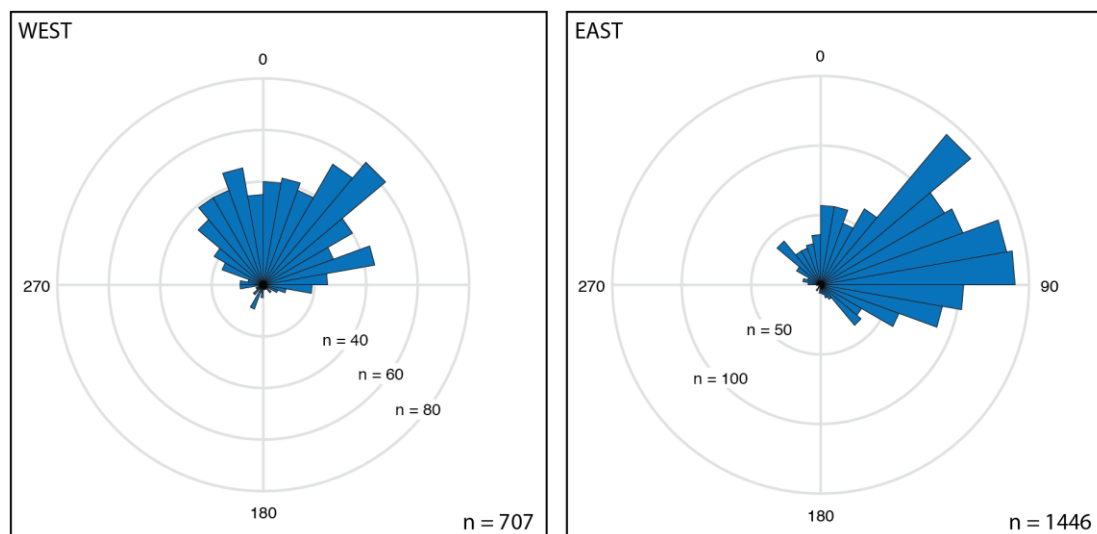 WEST
0
270
n = 40
n = 60
n = 80
180
n = 707
EAST
0
270
90
n = 50
n = 100
180
n = 1446